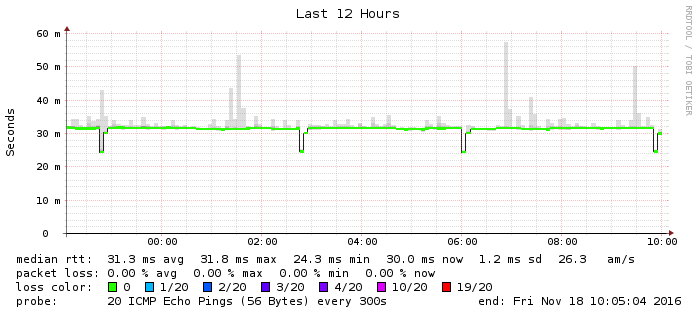 Last 12 Hours
RRDTOOL / TOBI OETIKER
Seconds
60 m
50 m
40 m
30 m
20 m
10 m
0
00:00 02:00 04:00 06:00 08:00 10:00
median rtt: 31.3 ms avg 31.8 ms max 24.3 ms min 30.0 ms now 1.2 ms sd 26.3 am/s
packet loss: 0.00 % avg 0.00 % max 0.00 % min 0.00 % now
loss color: 0 1/20 2/20 3/20 4/20 10/20 19/20
probe: 20 ICMP Echo Pings (56 Bytes) every 300s end: Fri Nov 18 10:05:04 2016